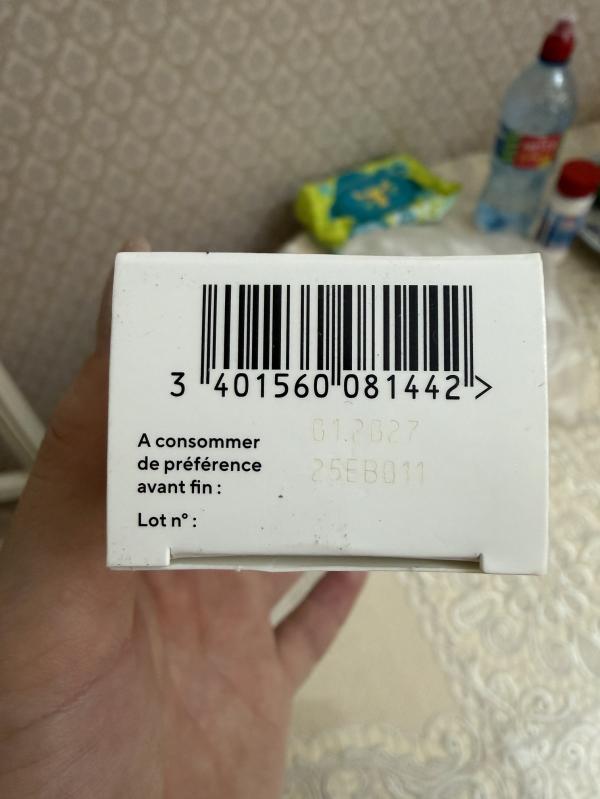 3 401560 081442 >
01.2027
25EB011
A consommer
de préférence
avant fin :
Lot n° :